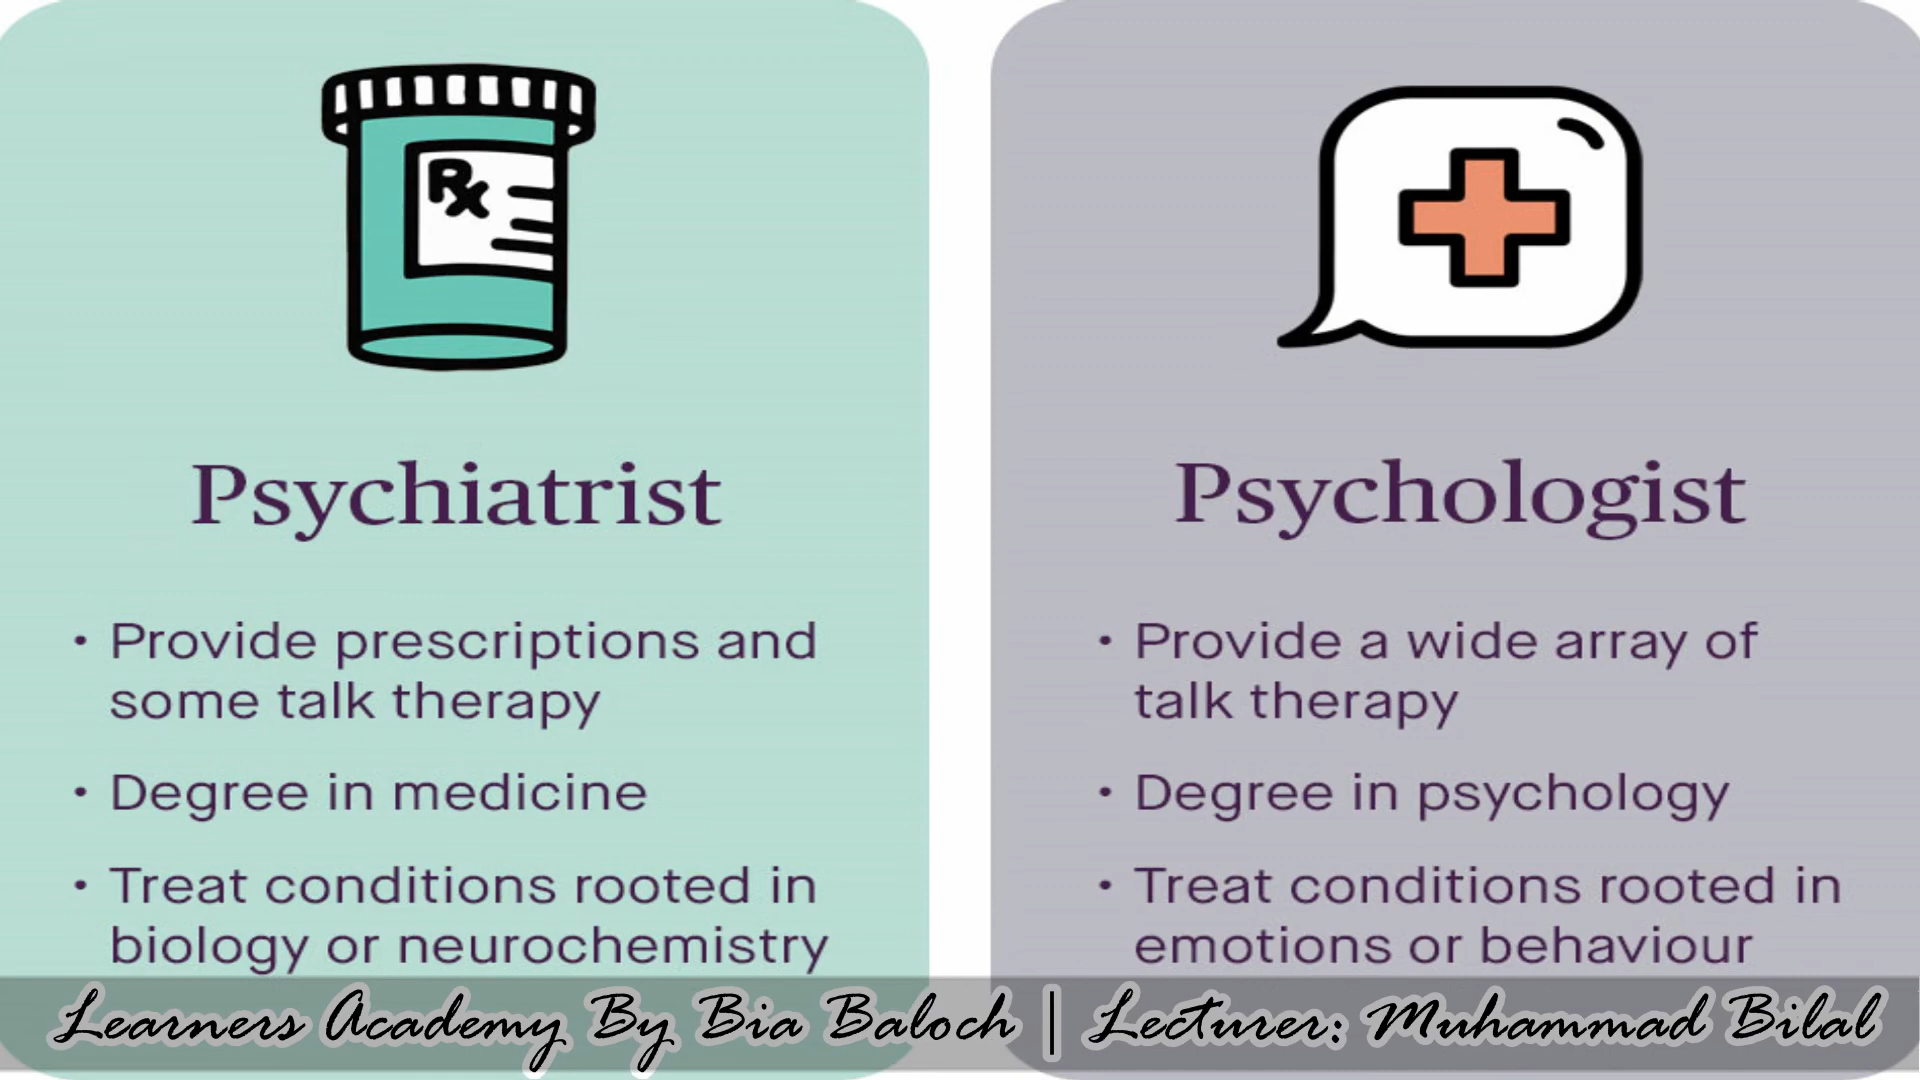 Rx
Psychiatrist
• Provide prescriptions and
some talk therapy
• Degree in medicine
• Treat conditions rooted in
biology or neurochemistry
Psychologist
• Provide a wide array of
talk therapy
• Degree in psychology
• Treat conditions rooted in
emotions or behaviour
Learners Academy By Bia Baloch | Lecturer: Muhammad Bilal